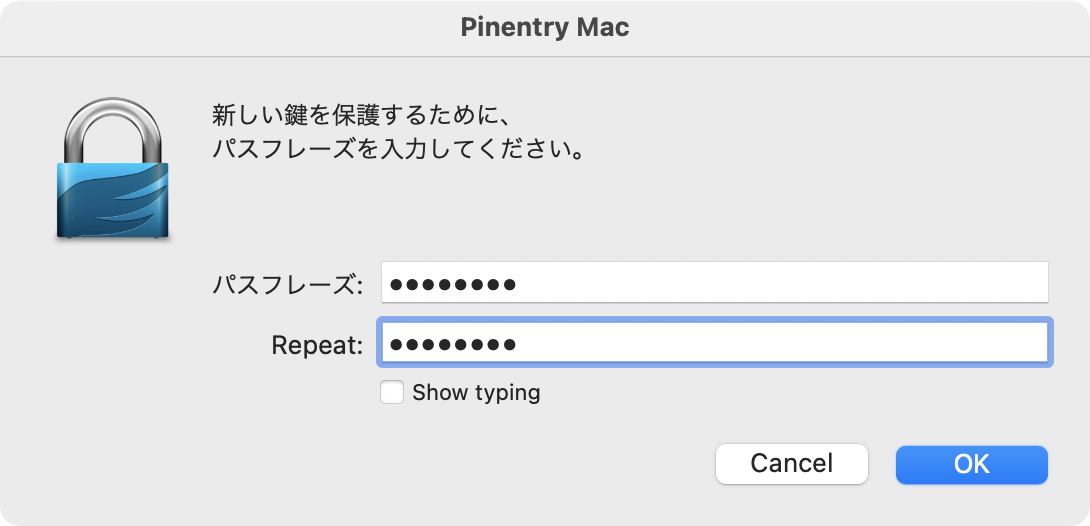 Pinentry Mac
新しい鍵を保護するために、
パスフレーズを入力してください。
パスフレーズ: ●●●●●●●●
Repeat: ●●●●●●●●
Show typing
Cancel OK